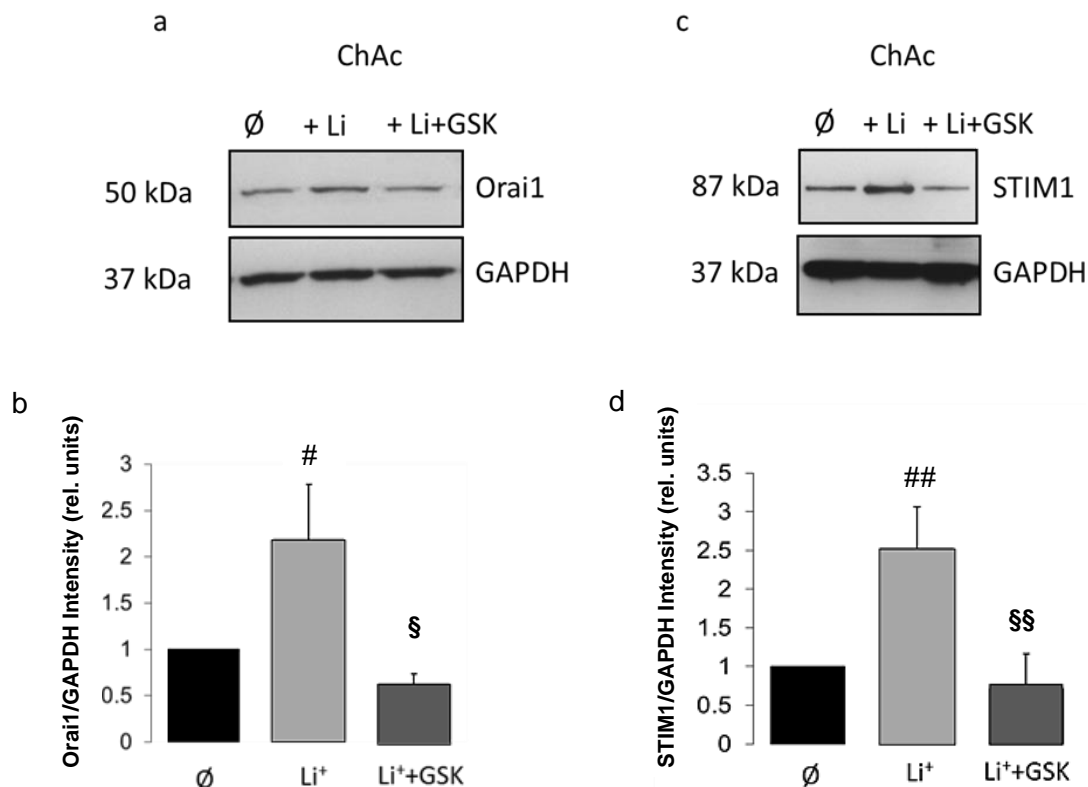 a
ChAc
Ø + Li + Li+GSK
50 kDa Orai1
37 kDa GAPDH
c
ChAc
Ø + Li + Li+GSK
87 kDa STIM1
37 kDa GAPDH
b
Orai1/GAPDH Intensity (rel. units)
3
2.5
2
1.5
1
0.5
0
#
§
Ø Li⁺ Li⁺+GSK
d
STIM1/GAPDH Intensity (rel. units)
3.5
3
2.5
2
1.5
1
0.5
0
##
§§
Ø Li⁺ Li⁺+GSK